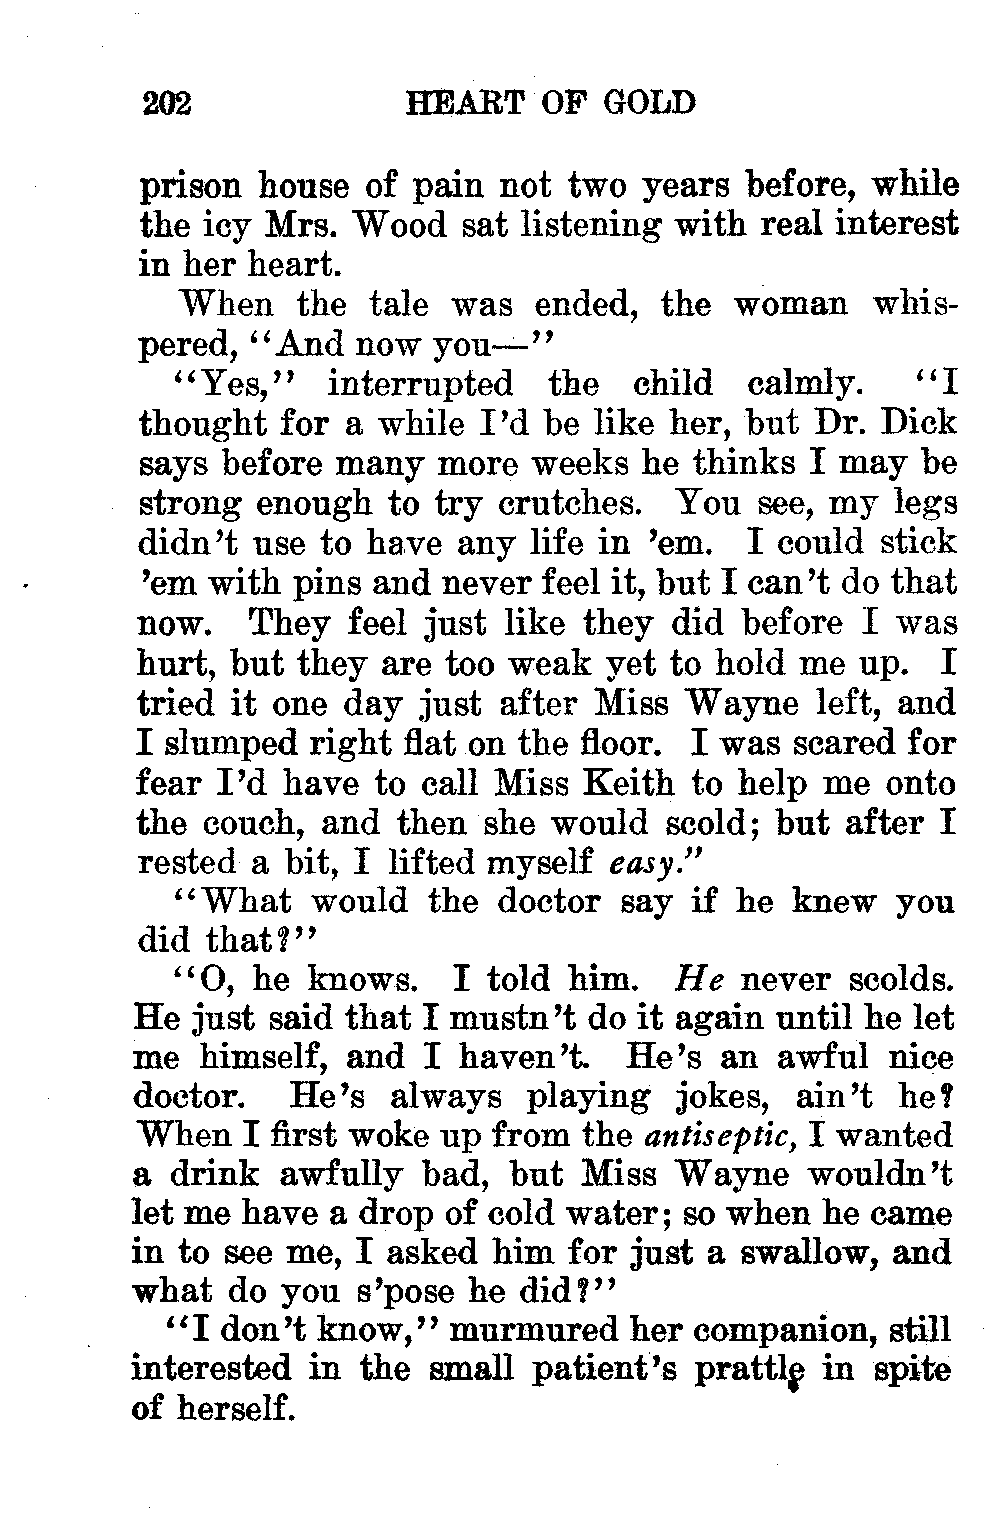 202 HEART OF GOLD
prison house of pain not two years before, while
the icy Mrs. Wood sat listening with real interest
in her heart.
When the tale was ended, the woman whis-
pered, "And now you—"
"Yes," interrupted the child calmly. "I
thought for a while I'd be like her, but Dr. Dick
says before many more weeks he thinks I may be
strong enough to try crutches. You see, my legs
didn't use to have any life in 'em. I could stick
'em with pins and never feel it, but I can't do that
now. They feel just like they did before I was
hurt, but they are too weak yet to hold me up. I
tried it one day just after Miss Wayne left, and
I slumped right flat on the floor. I was scared for
fear I'd have to call Miss Keith to help me onto
the couch, and then she would scold; but after I
rested a bit, I lifted myself easy."
"What would the doctor say if he knew you
did that?"
"O, he knows. I told him. He never scolds.
He just said that I mustn't do it again until he let
me himself, and I haven't. He's an awful nice
doctor. He's always playing jokes, ain't he?
When I first woke up from the antiseptic, I wanted
a drink awfully bad, but Miss Wayne wouldn't
let me have a drop of cold water; so when he came
in to see me, I asked him for just a swallow, and
what do you s'pose he did?"
"I don't know," murmured her companion, still
interested in the small patient's prattle in spite
of herself.